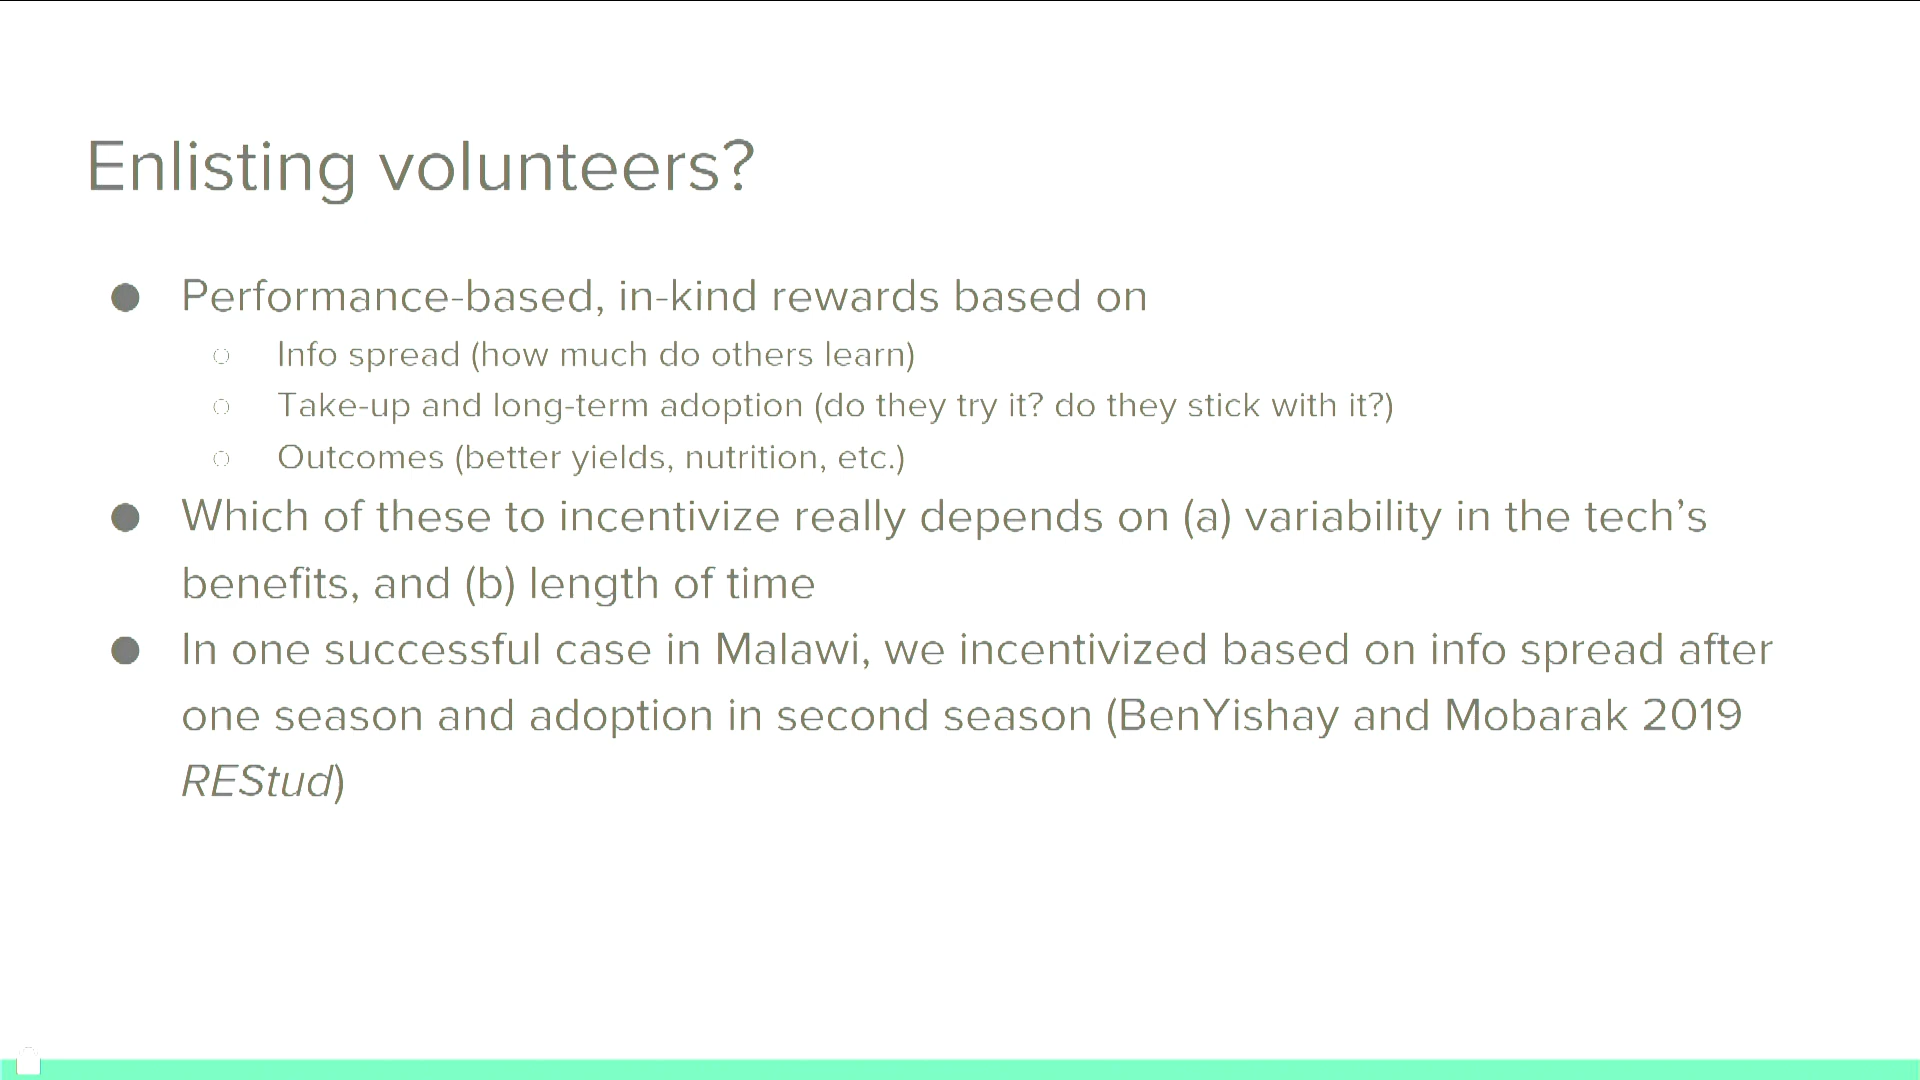 Enlisting volunteers?
● Performance-based, in-kind rewards based on
○ Info spread (how much do others learn)
○ Take-up and long-term adoption (do they try it? do they stick with it?)
○ Outcomes (better yields, nutrition, etc.)
● Which of these to incentivize really depends on (a) variability in the tech’s
benefits, and (b) length of time
● In one successful case in Malawi, we incentivized based on info spread after
one season and adoption in second season (BenYishay and Mobarak 2019
REStud)